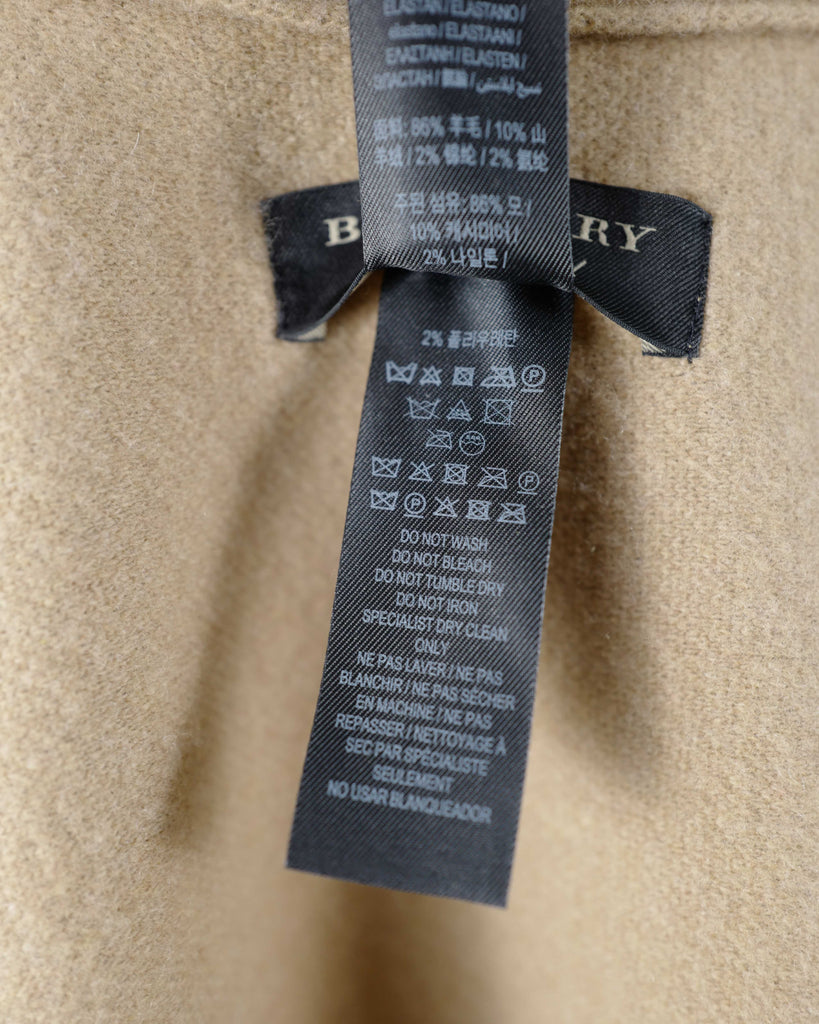 ELASTAN / ELASTANO /
elastano / ELASTAANI /
ΕΛΑΣΤΑΝΗ / ELASTEN /
ЭЛАСТАН /
面料: 86% 羊毛 / 10% 山
羊绒 / 2% 锦纶 / 2% 氨纶
주된 섬유: 86% 모 /
10% 캐시미어 /
2% 나일론 /
B RY
2% 폴리우레탄
P
P
P
DO NOT WASH
DO NOT BLEACH
DO NOT TUMBLE DRY
DO NOT IRON
SPECIALIST DRY CLEAN
ONLY
NE PAS LAVER / NE PAS
BLANCHIR / NE PAS SÉCHER
EN MACHINE / NE PAS
REPASSER / NETTOYAGE À
SEC PAR SPÉCIALISTE
SEULEMENT
NO USAR BLANQUEADOR